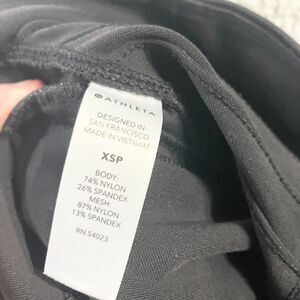 ATHLETA
DESIGNED IN
SAN FRANCISCO
MADE IN VIETNAM
XSP
BODY:
74% NYLON
26% SPANDEX
MESH:
87% NYLON
13% SPANDEX
RN 54023